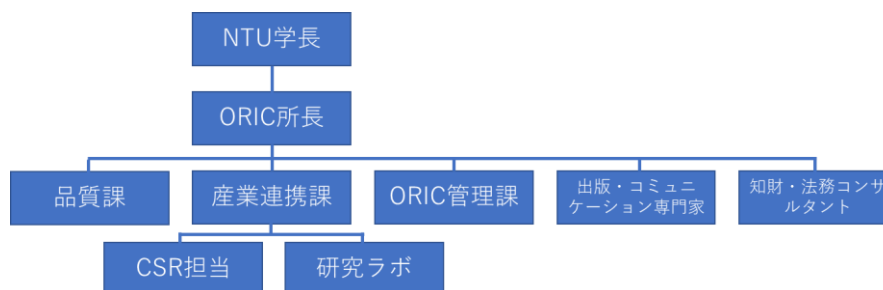 NTU学長
ORIC所長
品質課
産業連携課
ORIC管理課
出版・コミュニ
ケーション専門家
知財・法務コンサ
ルタント
CSR担当
研究ラボ